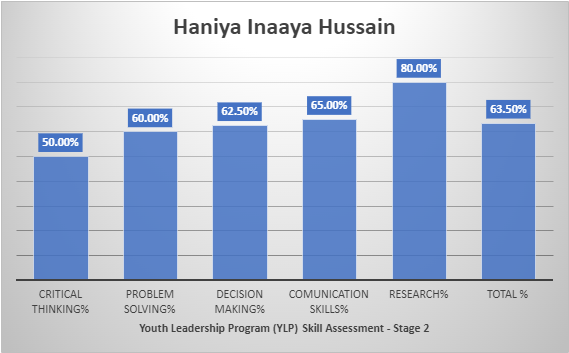 Haniya Inaaya Hussain
50.00%
60.00%
62.50%
65.00%
80.00%
63.50%
CRITICAL
THINKING%
PROBLEM
SOLVING%
DECISION
MAKING%
COMUNICATION
SKILLS%
RESEARCH%
TOTAL %
Youth Leadership Program (YLP) Skill Assessment - Stage 2